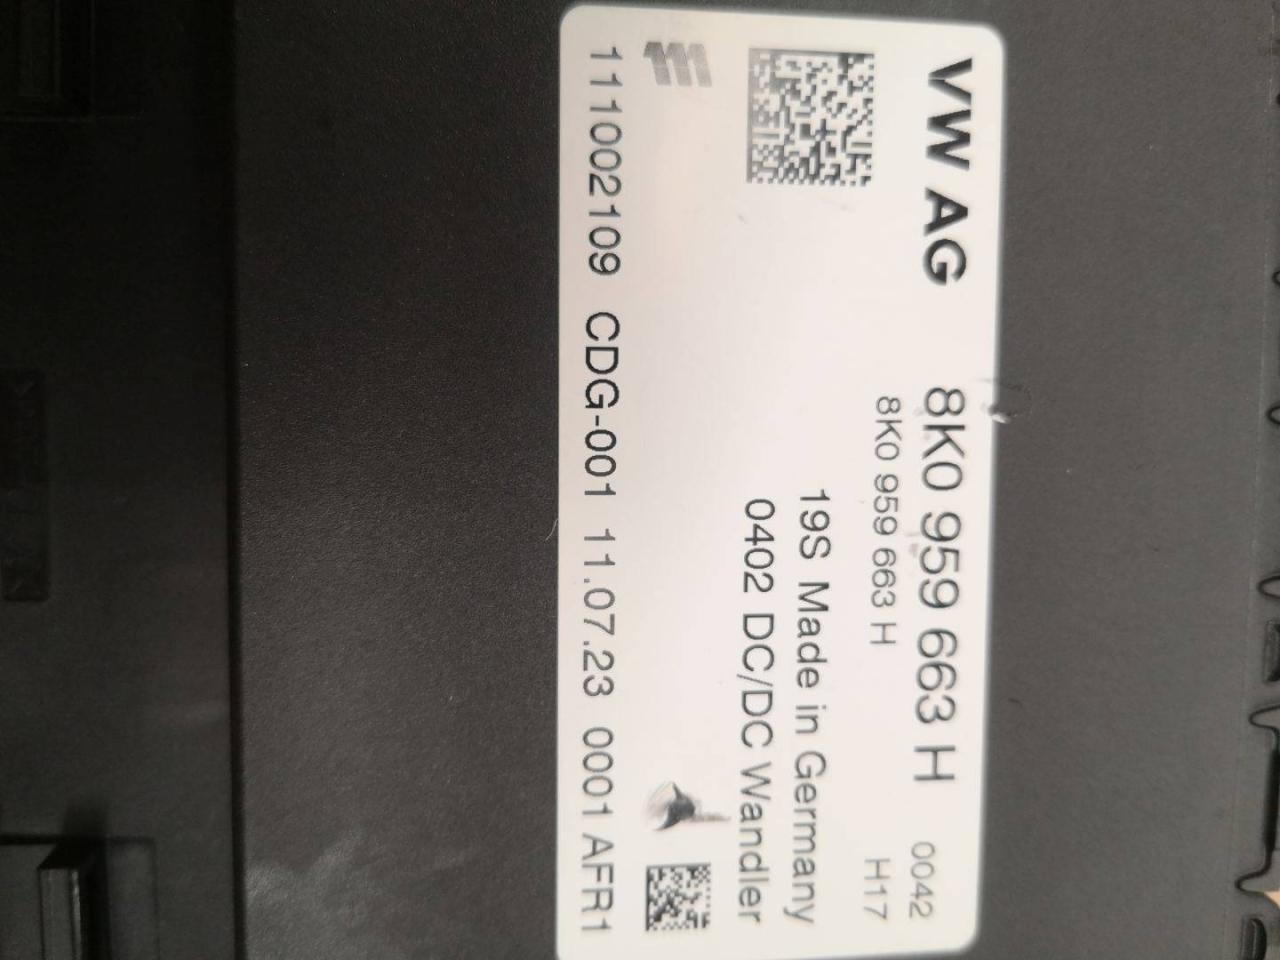 VW AG 8K0 959 663 H 0042
8K0 959 663 H H17
19S Made in Germany
0402 DC/DC Wandler
111002109 CDG-001 11.07.23 0001 AFR1